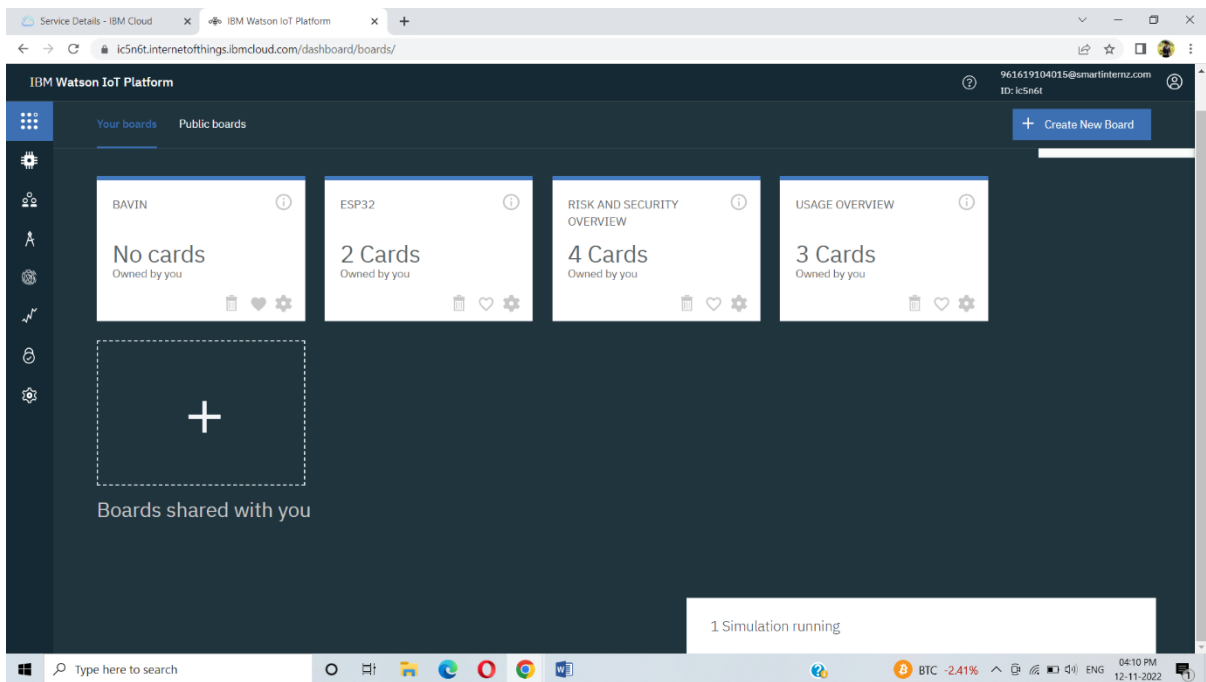 Service Details - IBM Cloud
IBM Watson IoT Platform
ic5n6t.internetofthings.ibmcloud.com/dashboard/boards/
IBM Watson IoT Platform
961619104015@smartinternz.com
ID: ic5n6t
Your boards Public boards
Create New Board
BAVIN
No cards
Owned by you
ESP32
2 Cards
Owned by you
RISK AND SECURITY
OVERVIEW
4 Cards
Owned by you
USAGE OVERVIEW
3 Cards
Owned by you
Boards shared with you
1 Simulation running
Type here to search
BTC -2.41%
ENG
04:10 PM
12-11-2022
1